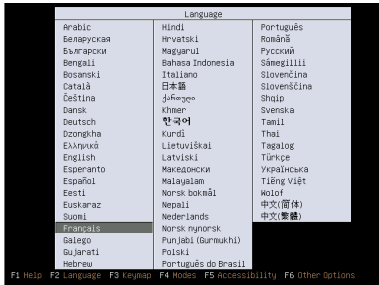 Language
Arabic
Беларуская
Български
Bengali
Bosanski
Català
Čeština
Dansk
Deutsch
Dzongkha
Ελληνικά
English
Esperanto
Español
Eesti
Euskaraz
Suomi
Français
Galego
Gujarati
Hebrew
Hindi
Hrvatski
Magyarul
Bahasa Indonesia
Italiano
日本語
ქართული
Khmer
한국어
Kurdî
Lietuviškai
Latviski
Македонски
Malayalam
Norsk bokmål
Nepali
Nederlands
Norsk nynorsk
Punjabi (Gurmukhi)
Polski
Português do Brasil
Português
Română
Русский
Sámegillii
Slovenčina
Slovenščina
Shqip
Svenska
Tamil
Thai
Tagalog
Türkçe
Українська
Tiếng Việt
Wolof
中文(简体)
中文(繁體)
F1 Help F2 Language F3 Keymap F4 Modes F5 Accessibility F6 Other Options